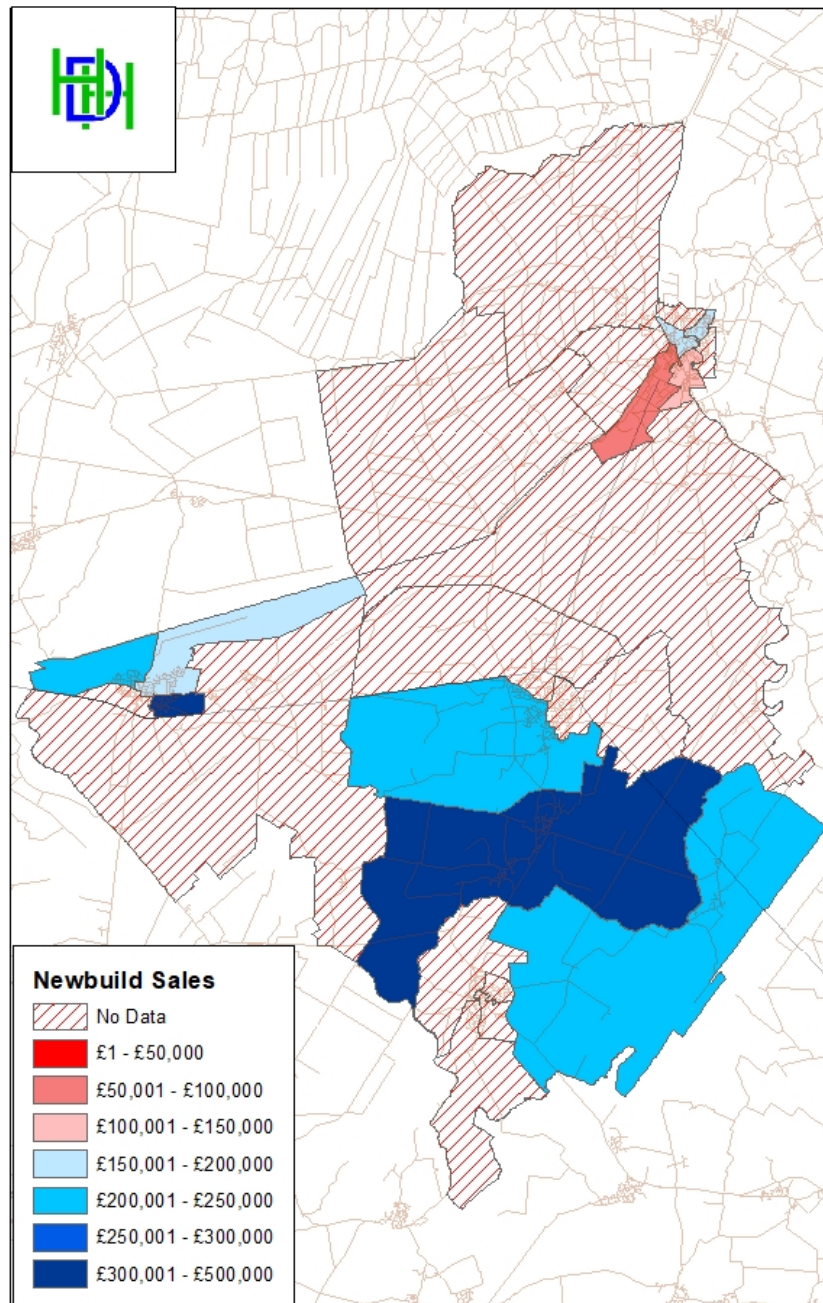 HDH
Newbuild Sales
No Data
£1 - £50,000
£50,001 - £100,000
£100,001 - £150,000
£150,001 - £200,000
£200,001 - £250,000
£250,001 - £300,000
£300,001 - £500,000